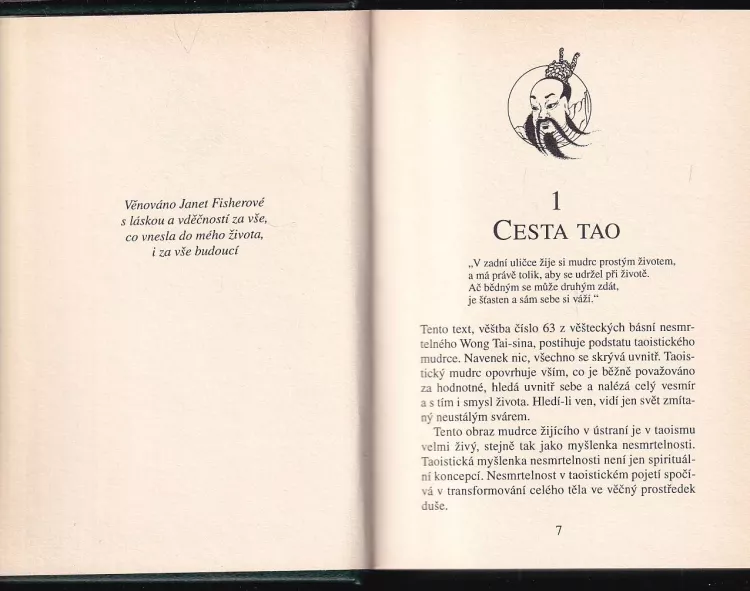 Věnováno Janet Fisherové
s láskou a vděčností za vše,
co vnesla do mého života,
i za vše budoucí
1
CESTA TAO
„V zadní uličce žije si mudrc prostým životem,
a má právě tolik, aby se udržel při životě.
Ač bědným se může druhým zdát,
je šťasten a sám sebe si váží.“
Tento text, věštba číslo 63 z věšteckých básní nesmr-
telného Wong Tai-sina, postihuje podstatu taoistického
mudrce. Navenek nic, všechno se skrývá uvnitř. Taois-
tický mudrc opovrhuje vším, co je běžně považováno
za hodnotné, hledá uvnitř sebe a nalézá celý vesmír
a s tím i smysl života. Hledí-li ven, vidí jen svět zmíta-
ný neustálým svárem.
Tento obraz mudrce žijícího v ústraní je v taoismu
velmi živý, stejně tak jako myšlenka nesmrtelnosti.
Taoistická myšlenka nesmrtelnosti není jen spirituál-
ní koncepcí. Nesmrtelnost v taoistickém pojetí spočí-
vá v transformování celého těla ve věčný prostředek
duše.
7